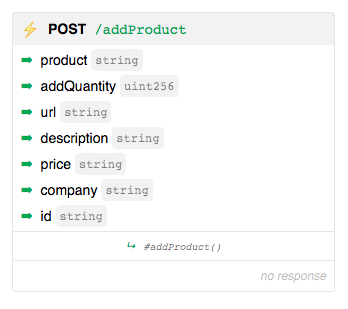 POST /addProduct
product string
addQuantity uint256
url string
description string
price string
company string
id string
#addProduct()
no response